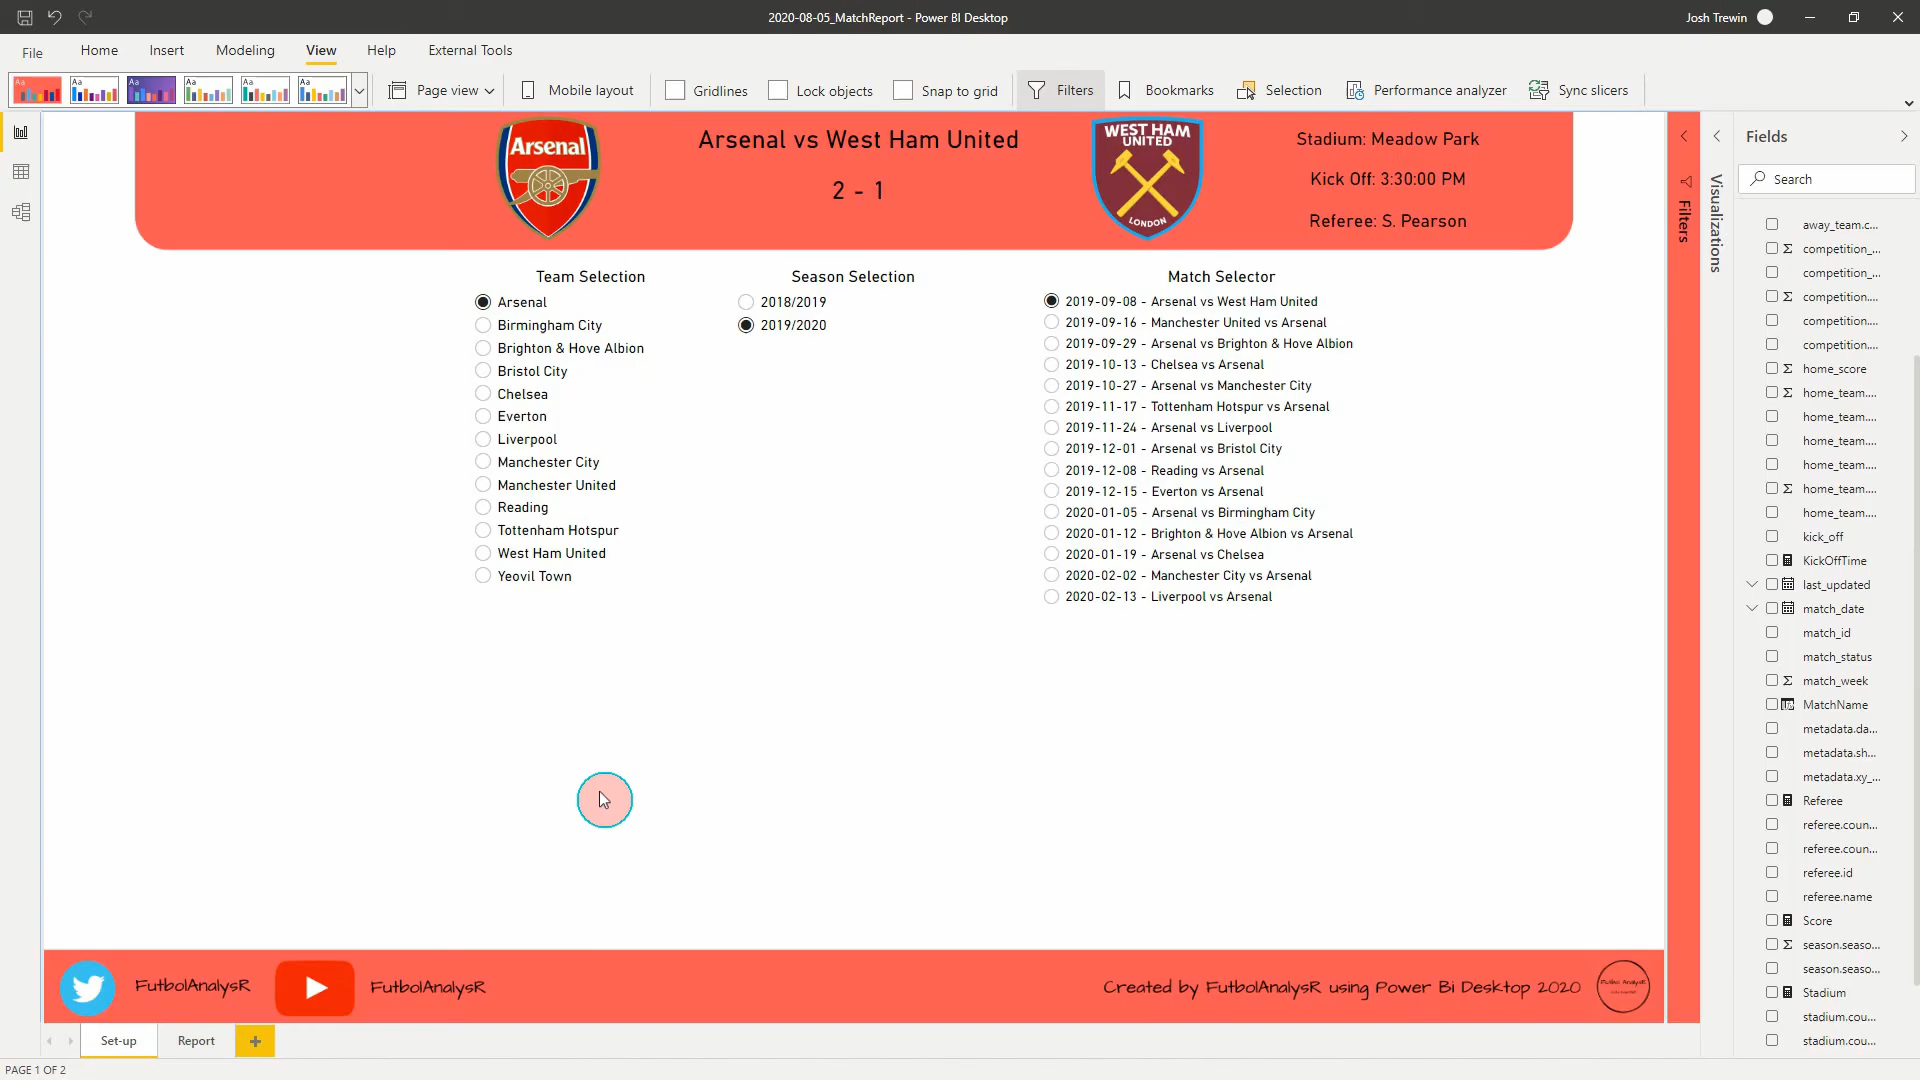 2020-08-05_MatchReport - Power BI Desktop
Josh Trewin
File
Home
Insert
Modeling
View
Help
External Tools
Aa Aa Aa Aa Aa Aa
Page view
Mobile layout
Gridlines
Lock objects
Snap to grid
Filters
Bookmarks
Selection
Performance analyzer
Sync slicers
Arsenal
Arsenal vs West Ham United
2 - 1
WEST HAM
UNITED
LONDON
Stadium: Meadow Park
Kick Off: 3:30:00 PM
Referee: S. Pearson
Team Selection
Arsenal
Birmingham City
Brighton & Hove Albion
Bristol City
Chelsea
Everton
Liverpool
Manchester City
Manchester United
Reading
Tottenham Hotspur
West Ham United
Yeovil Town
Season Selection
2018/2019
2019/2020
Match Selector
2019-09-08 - Arsenal vs West Ham United
2019-09-16 - Manchester United vs Arsenal
2019-09-29 - Arsenal vs Brighton & Hove Albion
2019-10-13 - Chelsea vs Arsenal
2019-10-27 - Arsenal vs Manchester City
2019-11-17 - Tottenham Hotspur vs Arsenal
2019-11-24 - Arsenal vs Liverpool
2019-12-01 - Arsenal vs Bristol City
2019-12-08 - Reading vs Arsenal
2019-12-15 - Everton vs Arsenal
2020-01-05 - Arsenal vs Birmingham City
2020-01-12 - Brighton & Hove Albion vs Arsenal
2020-01-19 - Arsenal vs Chelsea
2020-02-02 - Manchester City vs Arsenal
2020-02-13 - Liverpool vs Arsenal
Filters
Visualizations
Fields
Search
away_team.c...
competition_...
competition_...
competition....
competition....
competition....
home_score
home_team....
home_team....
home_team....
home_team....
home_team....
home_team....
kick_off
KickOffTime
last_updated
match_date
match_id
match_status
match_week
MatchName
metadata.da...
metadata.sh...
metadata.xy_...
Referee
referee.coun...
referee.coun...
referee.id
referee.name
Score
season.seaso...
season.seaso...
Stadium
stadium.cou...
stadium.cou...
FutbolAnalysR
FutbolAnalysR
Created by FutbolAnalysR using Power Bi Desktop 2020
Futbol AnalysR
Set-up
Report
PAGE 1 OF 2